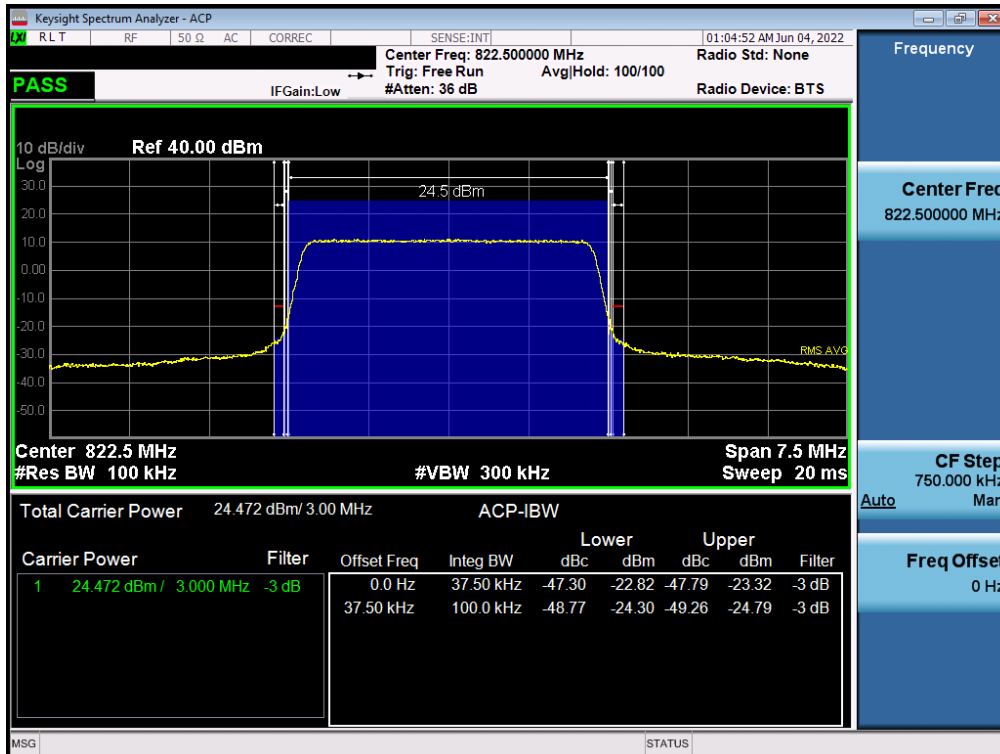 Keysight Spectrum Analyzer - ACP
LXI RLT RF 50 Ω AC CORREC SENSE:INT 01:04:52 AM Jun 04, 2022
Center Freq: 822.500000 MHz Radio Std: None
Trig: Free Run Avg|Hold: 100/100
PASS IFGain:Low #Atten: 36 dB Radio Device: BTS
10 dB/div Ref 40.00 dBm
Log
30.0
24.5 dBm
20.0
10.0
0.00
-10.0
-20.0
-30.0
RMS AVG
-40.0
-50.0
Center 822.5 MHz Span 7.5 MHz
#Res BW 100 kHz #VBW 300 kHz Sweep 20 ms
Total Carrier Power 24.472 dBm/ 3.00 MHz ACP-IBW
Lower Upper
Carrier Power Filter Offset Freq Integ BW dBc dBm dBc dBm Filter
1 24.472 dBm / 3.000 MHz -3 dB 0.0 Hz 37.50 kHz -47.30 -22.82 -47.79 -23.32 -3 dB
37.50 kHz 100.0 kHz -48.77 -24.30 -49.26 -24.79 -3 dB
MSG STATUS
Frequency
Center Freq
822.500000 MHz
CF Step
750.000 kHz
Auto Man
Freq Offset
0 Hz